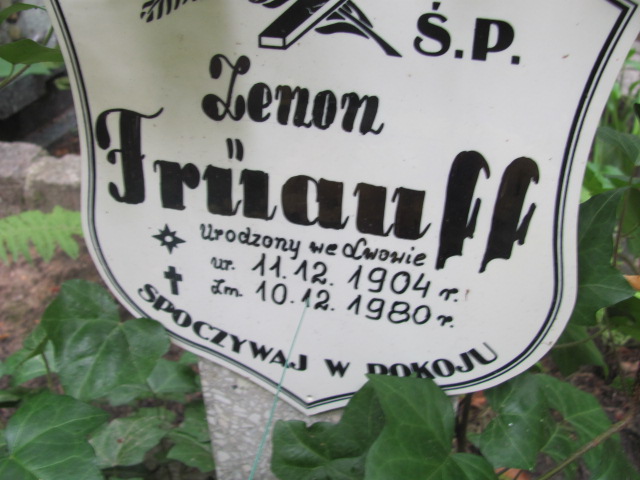 Ś.P.
Zenon
Früauff
Urodzony we Lwowie
ur. 11.12. 1904 r.
Zm. 10.12. 1980 r.
SPOCZYWAJ W POKOJU